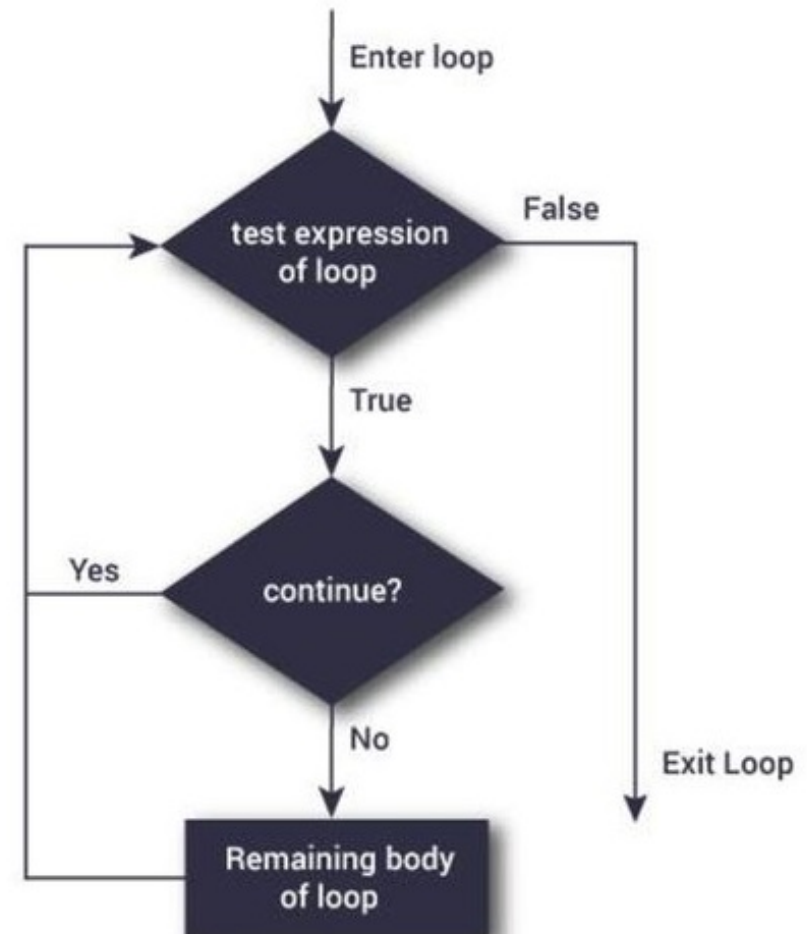 Enter loop
test expression
of loop
False
True
continue?
Yes
No
Remaining body
of loop
Exit Loop